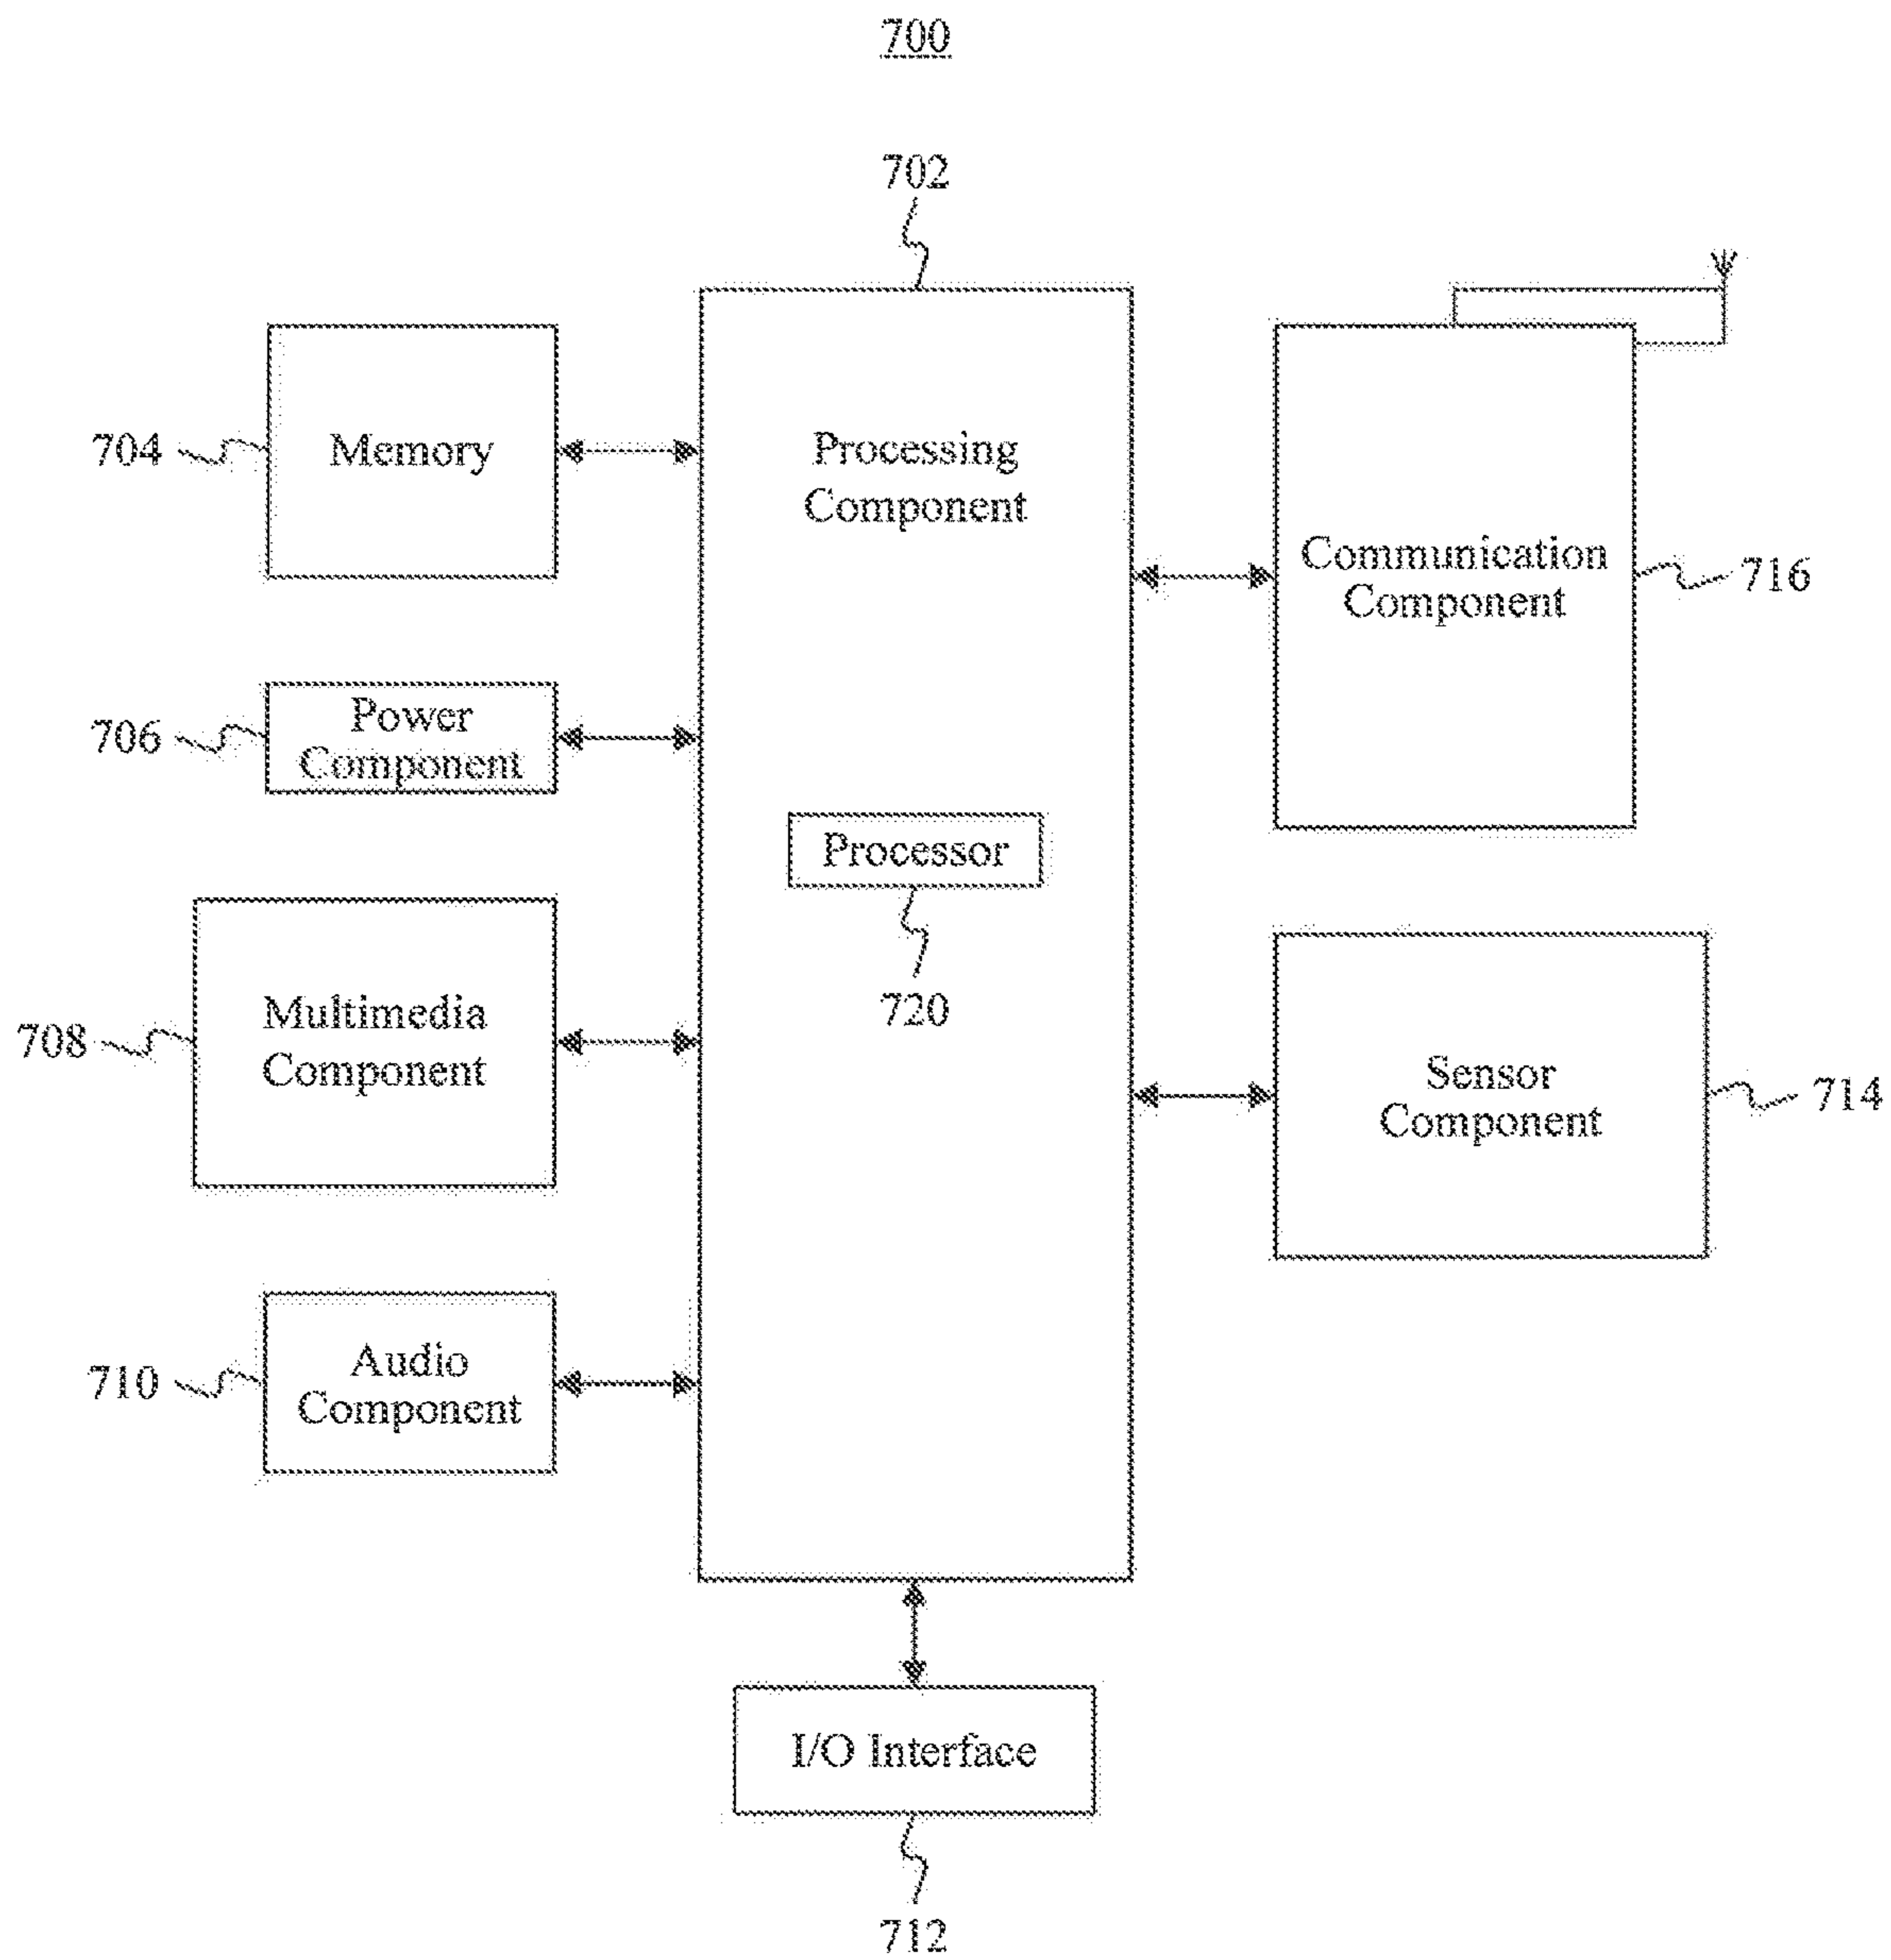 700
702
704
Memory
Processing
Component
Communication
Component
716
706
Power
Component
Processor
720
708
Multimedia
Component
Sensor
Component
714
710
Audio
Component
I/O Interface
712